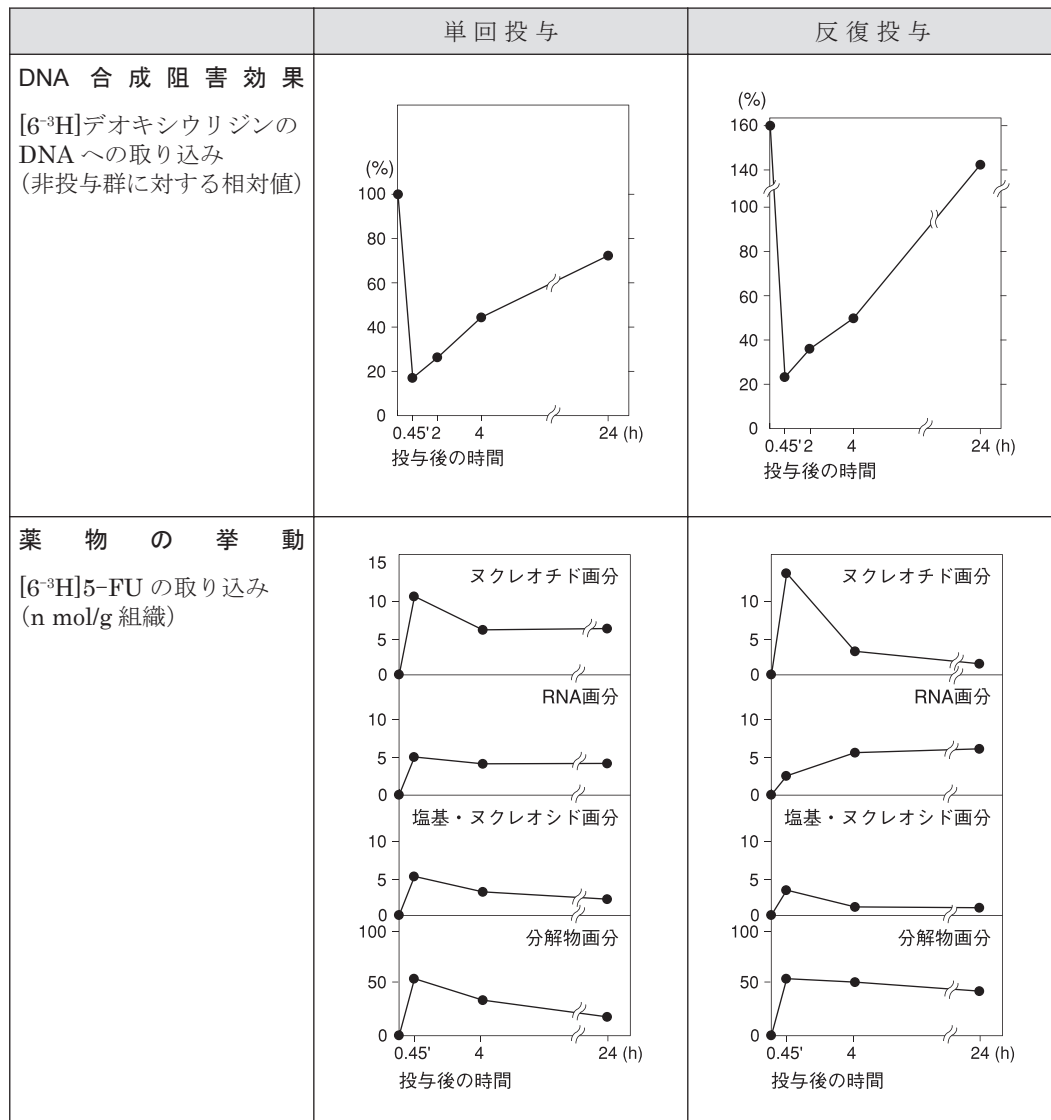 単回投与
反復投与
DNA 合成阻害効果
[6-³H]デオキシウリジンの
DNA への取り込み
(非投与群に対する相対値)
(%)
100
80
60
40
20
0
0.45' 2 4 24 (h)
投与後の時間
(%)
160
140
100
80
60
40
20
0
0.45' 2 4 24 (h)
投与後の時間
薬物の挙動
[6-³H]5-FU の取り込み
(n mol/g 組織)
15
ヌクレオチド画分
10
5
0
RNA画分
10
5
0
塩基・ヌクレオシド画分
10
5
0
100
分解物画分
50
0
0.45' 4 24 (h)
投与後の時間
15
ヌクレオチド画分
10
5
0
RNA画分
10
5
0
塩基・ヌクレオシド画分
10
5
0
100
分解物画分
50
0
0.45' 4 24 (h)
投与後の時間